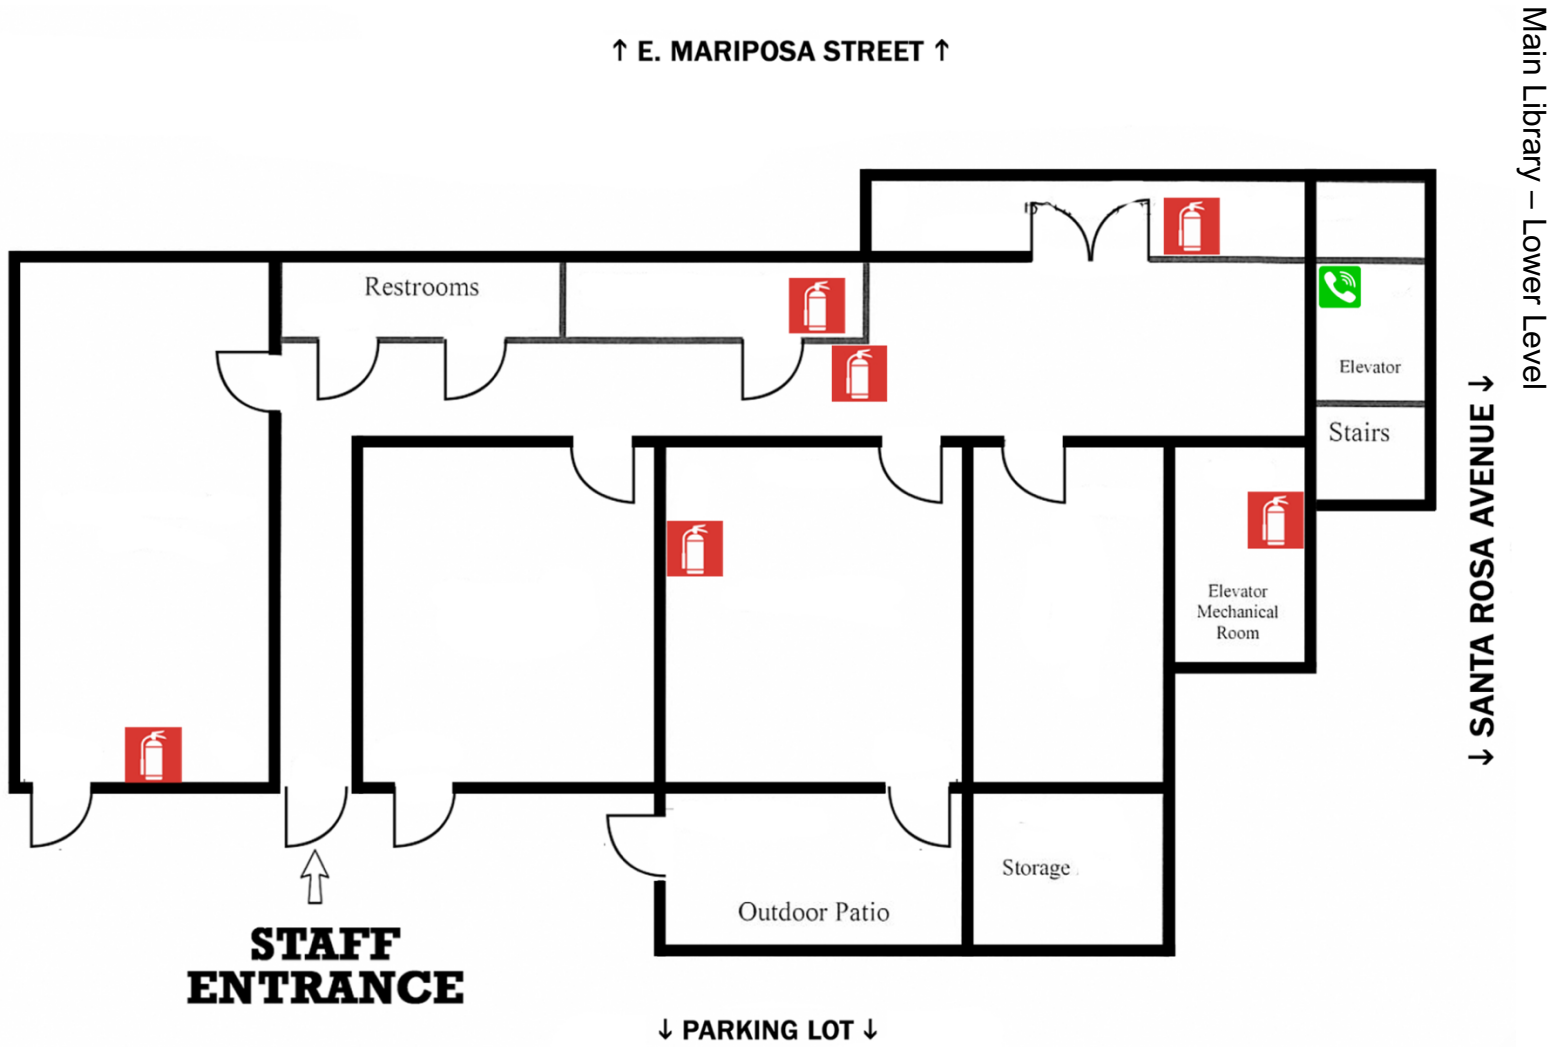 ↑ E. MARIPOSA STREET ↑
Main Library – Lower Level
Restrooms
Elevator
Stairs
↓ SANTA ROSA AVENUE ↓
Elevator
Mechanical
Room
Storage
Outdoor Patio
STAFF
ENTRANCE
↓ PARKING LOT ↓